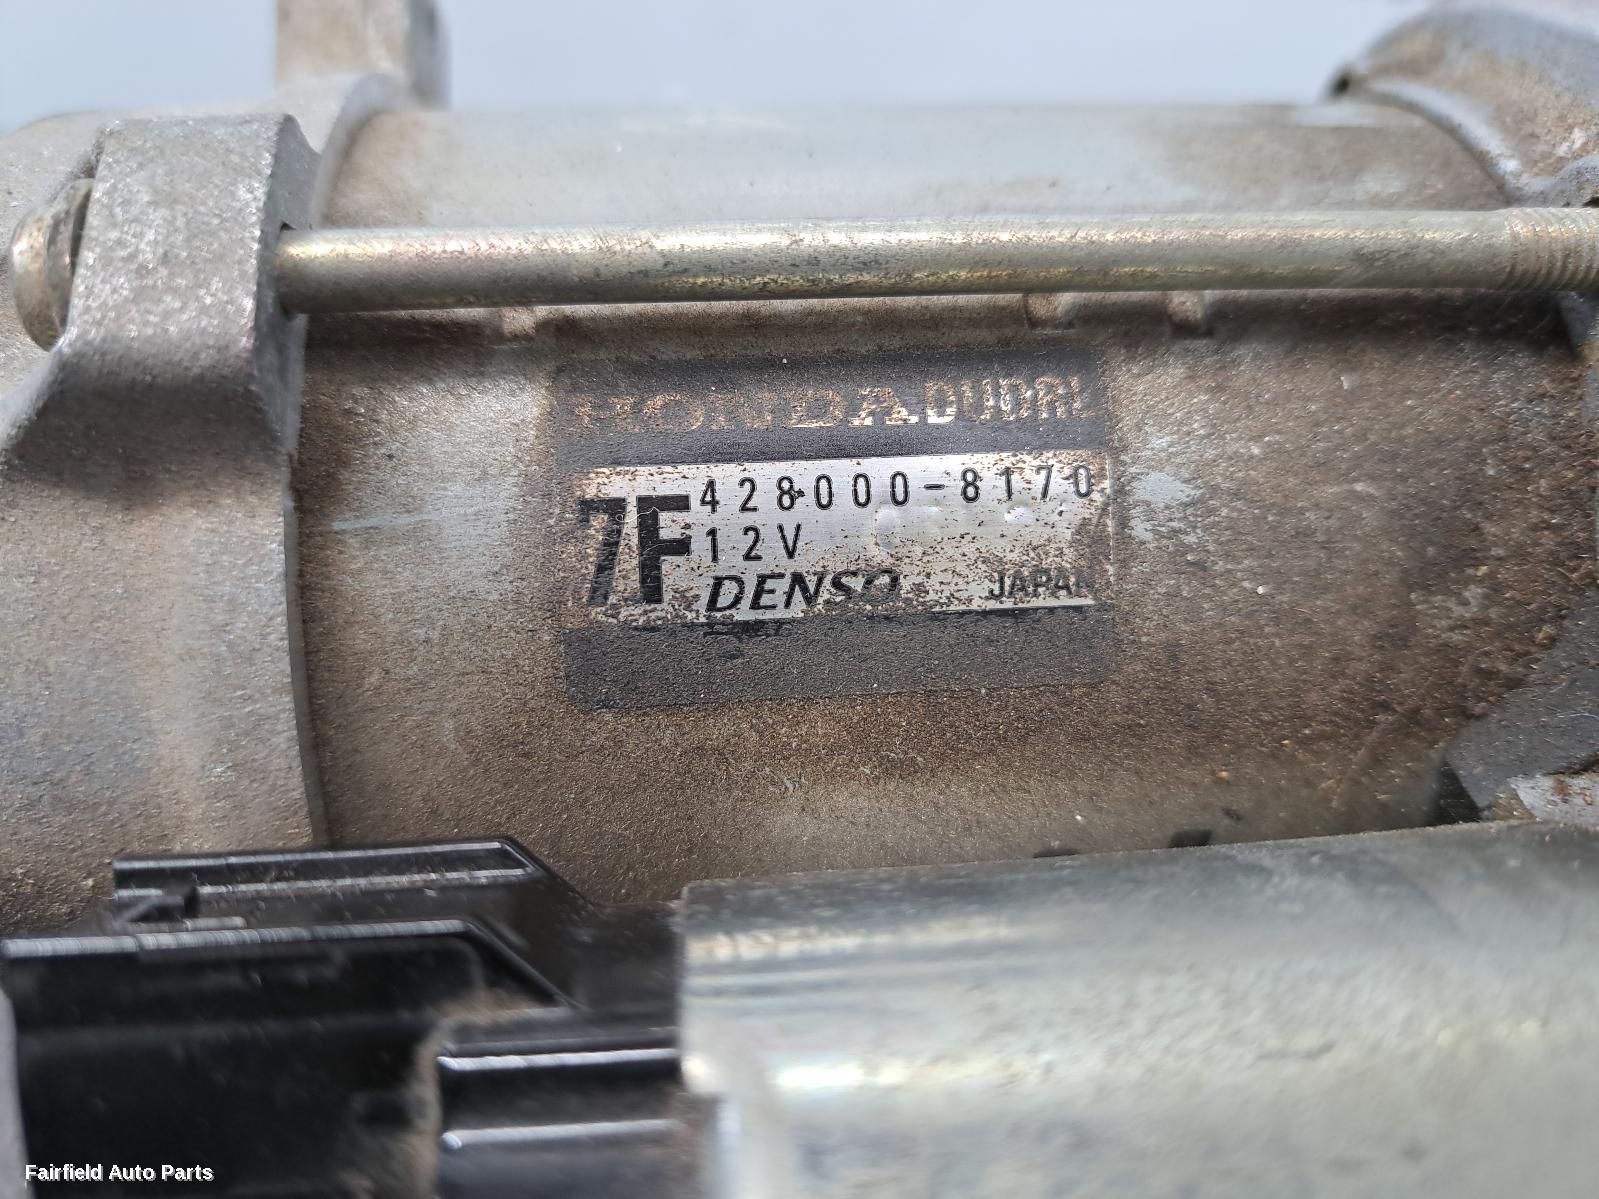 HONDA DUDRL
7F 428000-8170
12V
DENSO JAPAN
Fairfield Auto Parts